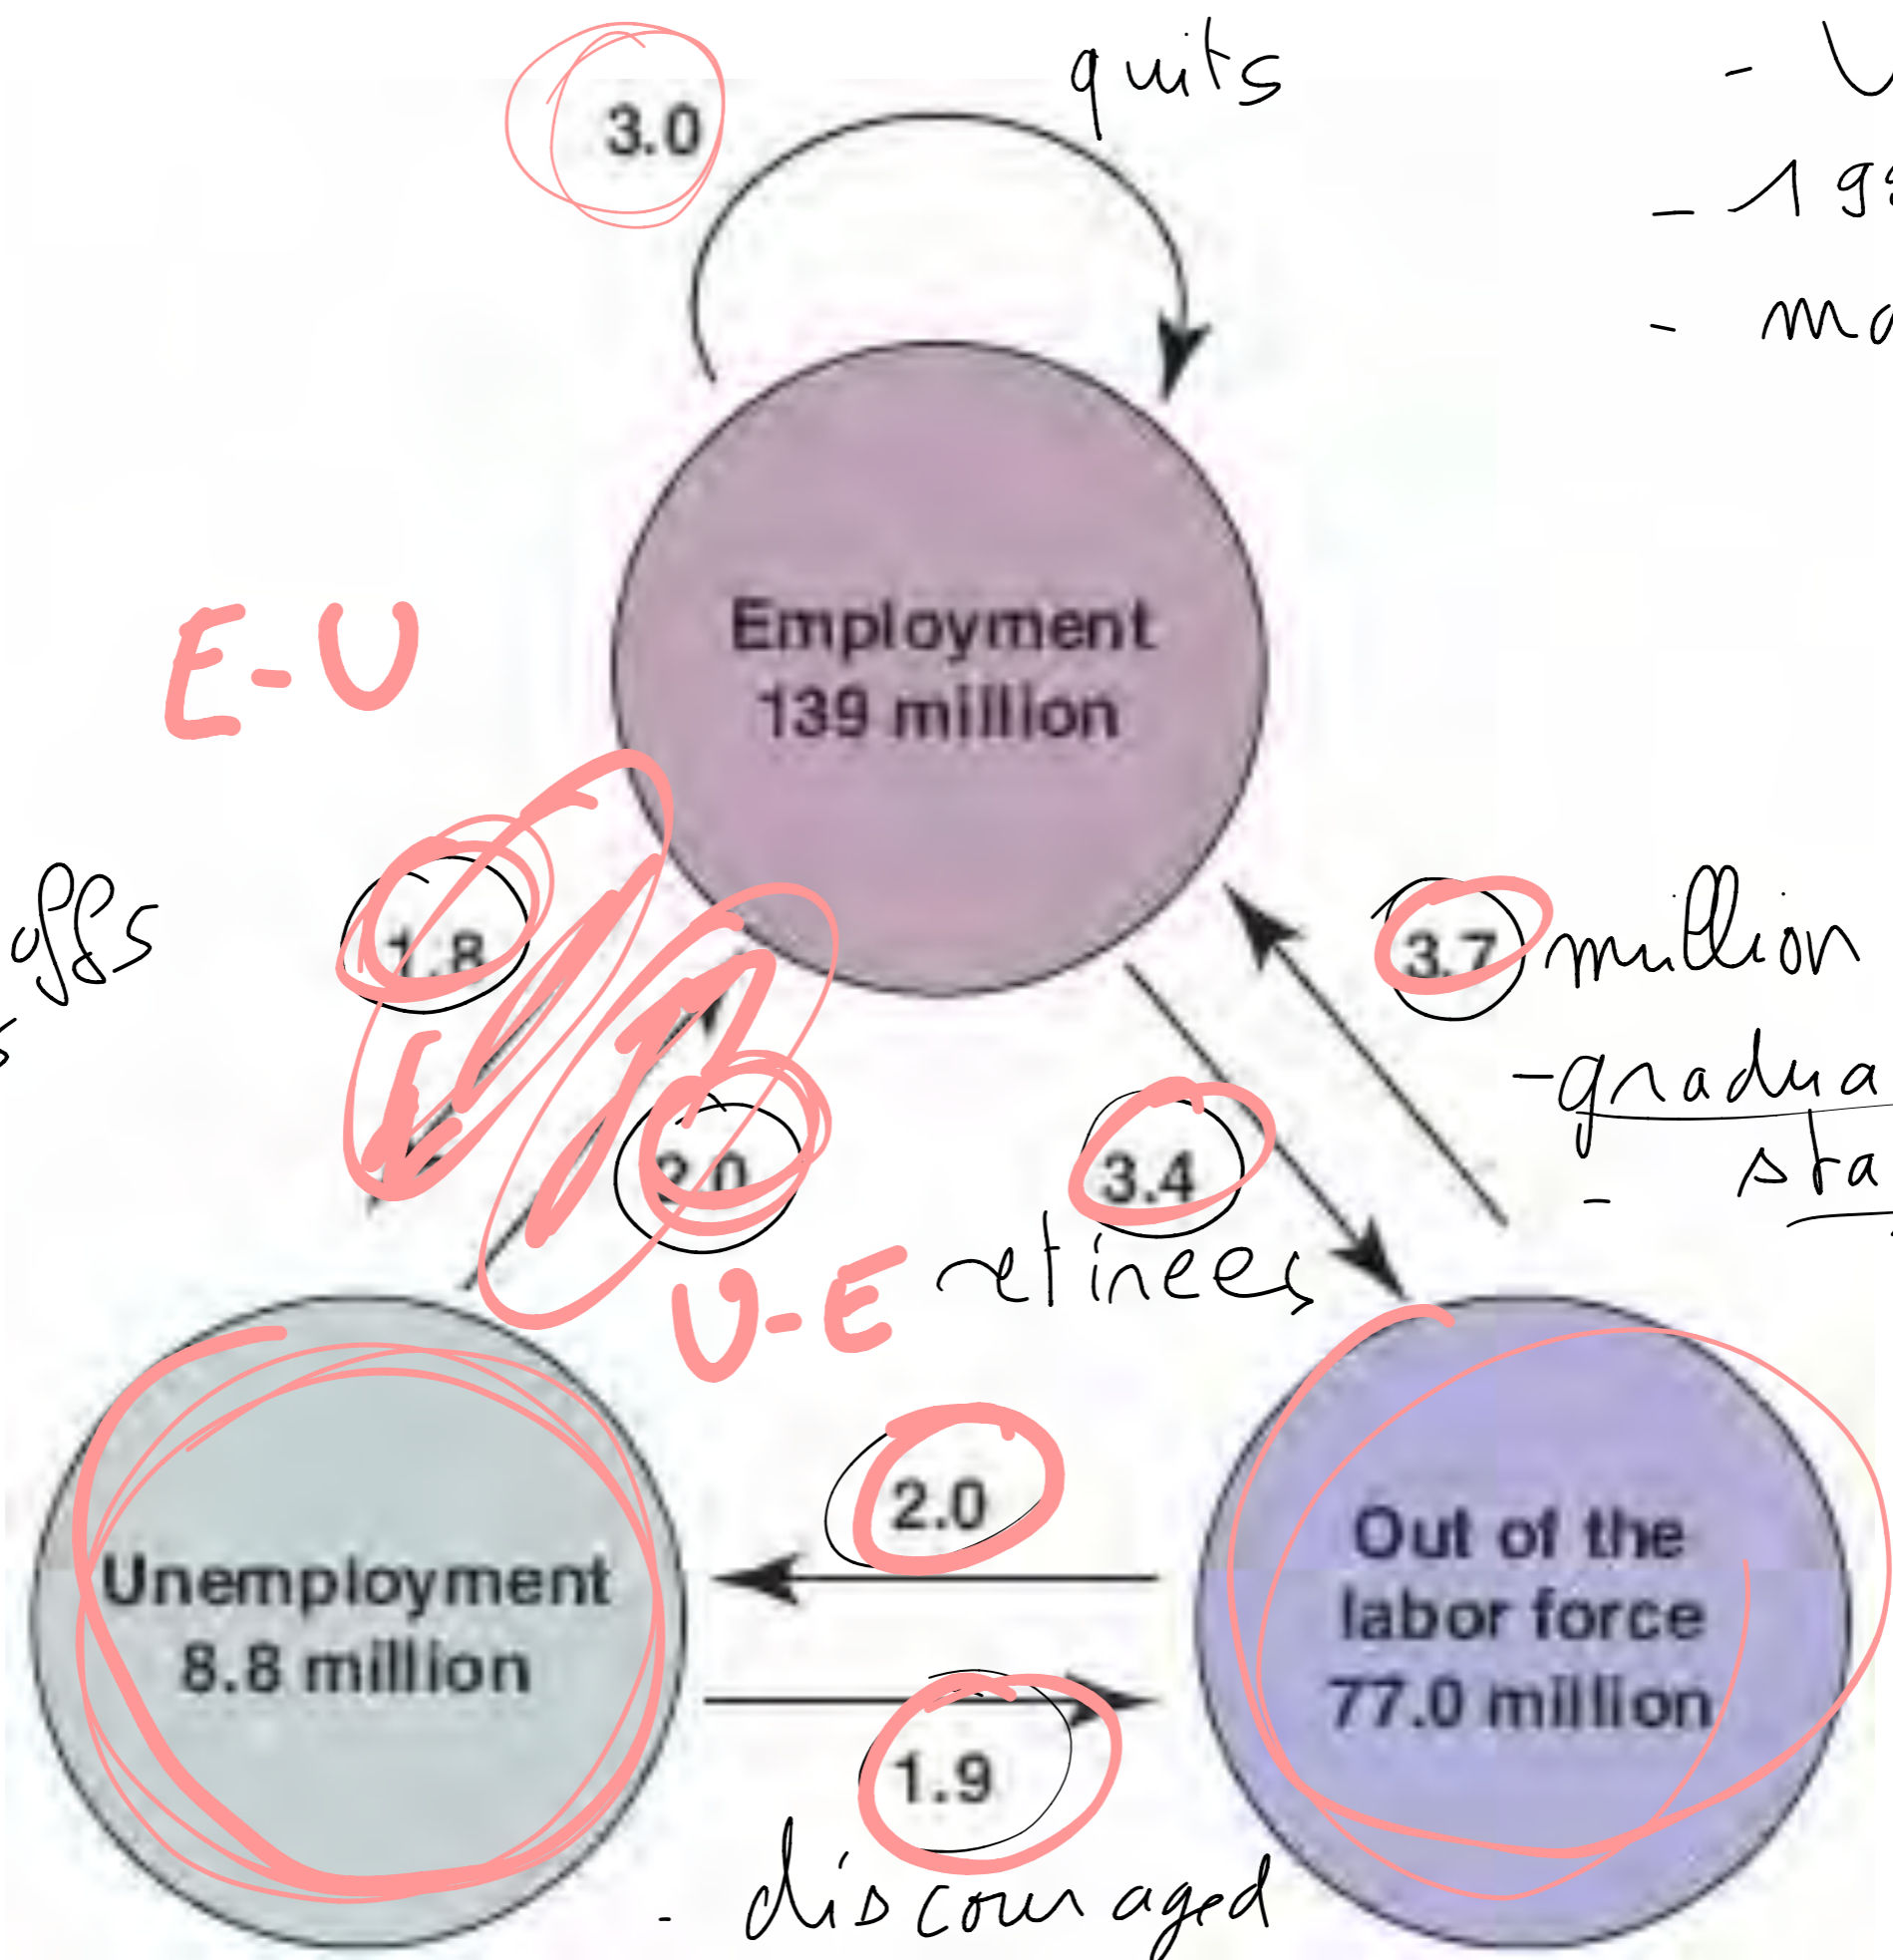 3.0
quits
Employment
139 million
E-U
1.8
3.7 million
2.0
3.4
U-E
retirees
2.0
Unemployment
8.8 million
Out of the
labor force
77.0 million
1.9
- discouraged